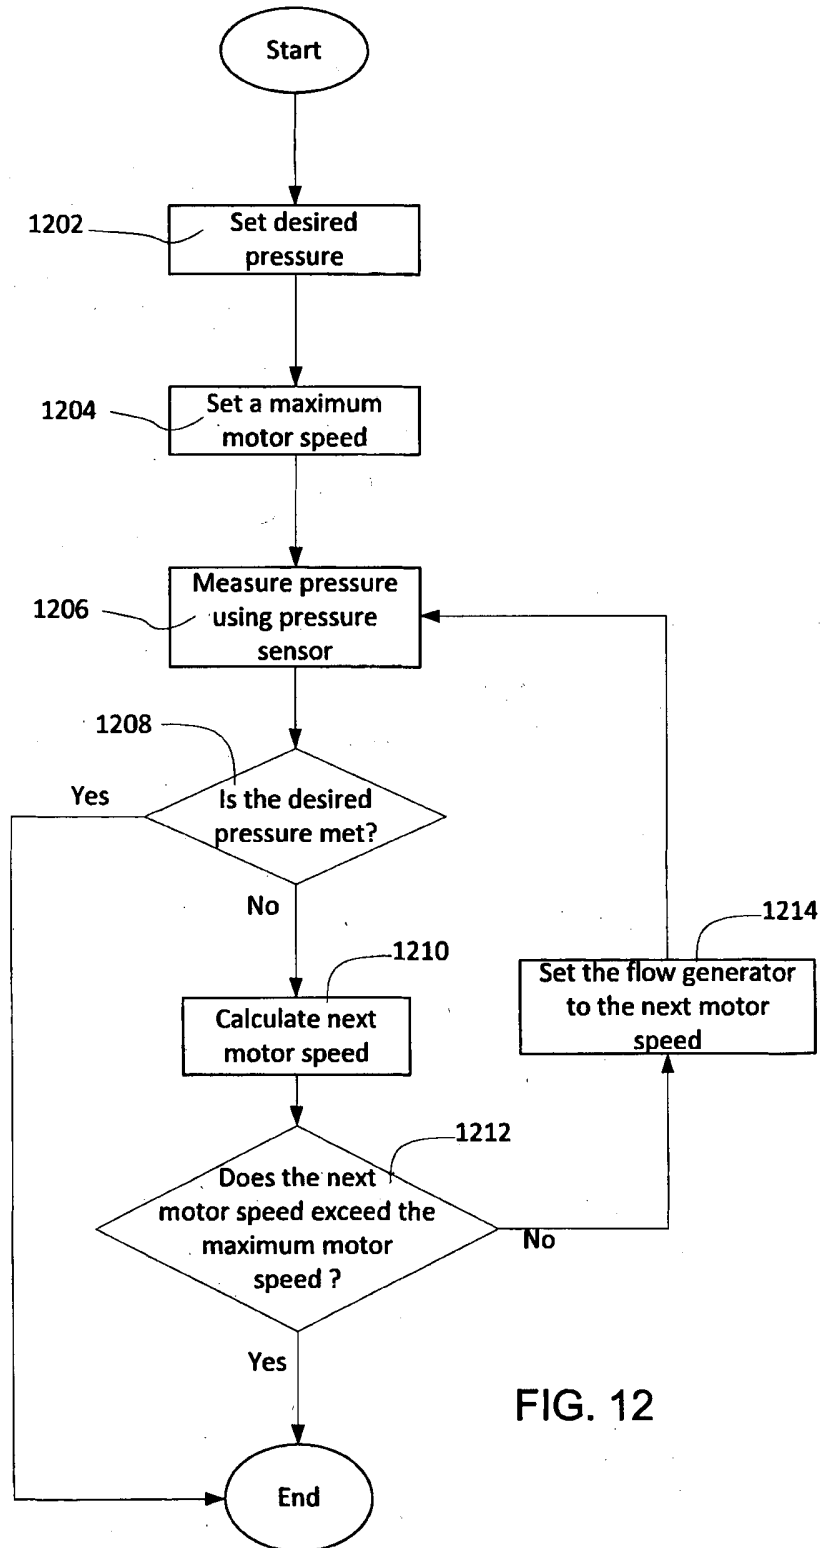 Start
1202
Set desired
pressure
1204
Set a maximum
motor speed
1206
Measure pressure
using pressure
sensor
1208
Is the desired
pressure met?
Yes
No
1210
Calculate next
motor speed
1214
Set the flow generator
to the next motor
speed
1212
Does the next
motor speed exceed the
maximum motor
speed ?
No
Yes
End
FIG. 12